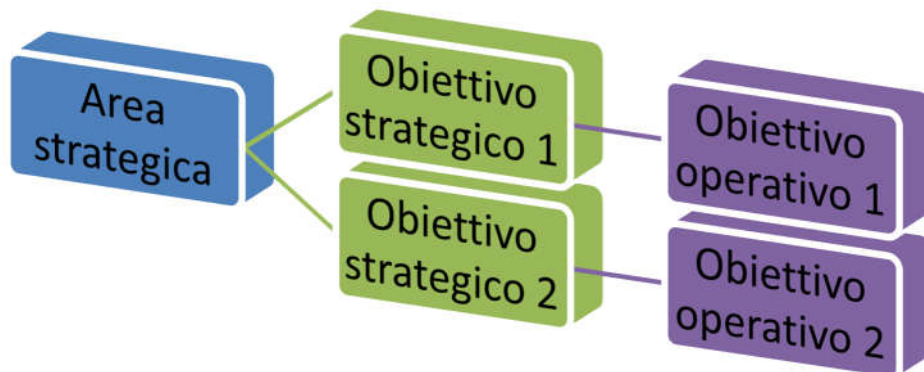 Area
strategica
Obiettivo
strategico 1
Obiettivo
strategico 2
Obiettivo
operativo 1
Obiettivo
operativo 2